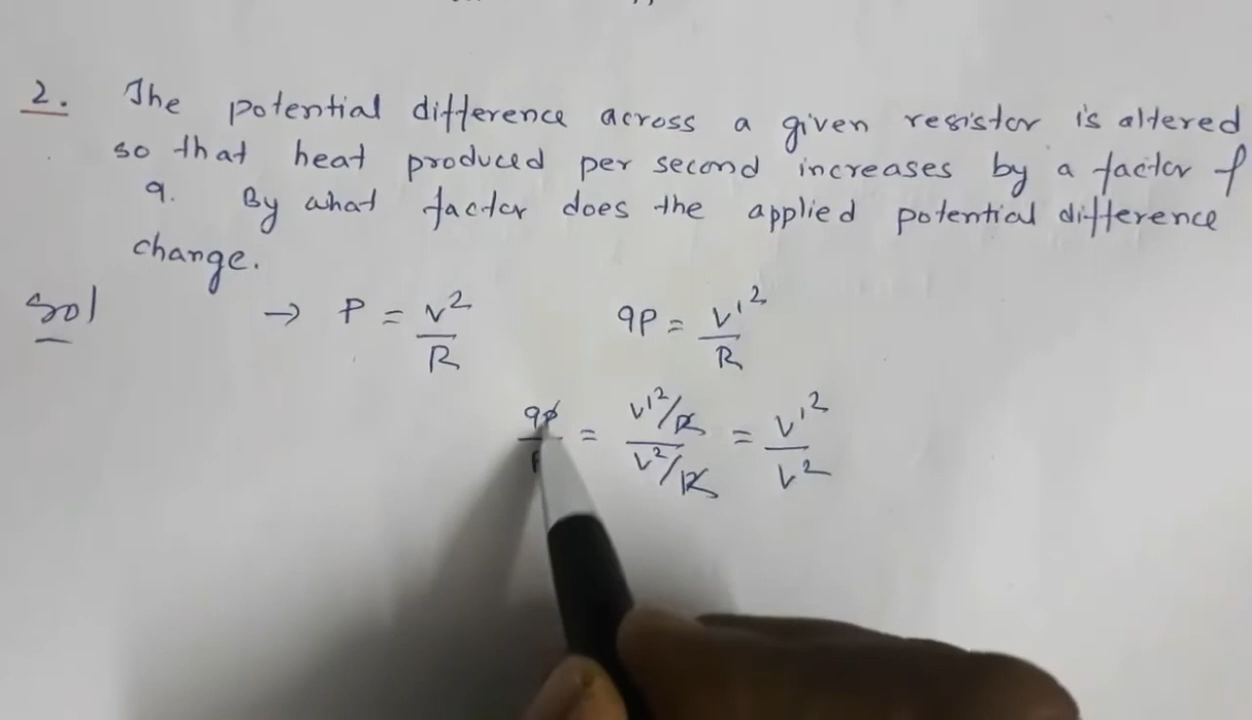 2. The potential difference across a given resistor is altered
so that heat produced per second increases by a factor of
9. By what factor does the applied potential difference
change.
Sol → P = V²/R 9P = V'²/R
9P/P = V'²/R / V²/R = V'²/V²